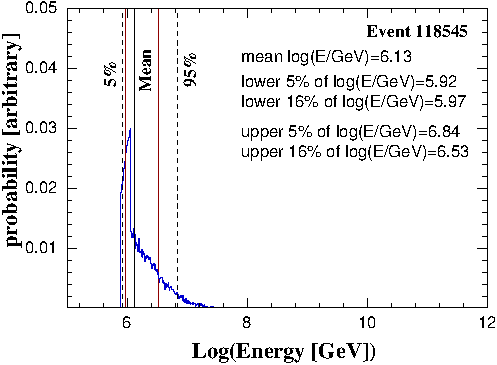 0.05
0.04
0.03
0.02
0.01
probability [arbitrary]
5%
Mean
95%
Event 118545
mean log(E/GeV)=6.13
lower 5% of log(E/GeV)=5.92
lower 16% of log(E/GeV)=5.97
upper 5% of log(E/GeV)=6.84
upper 16% of log(E/GeV)=6.53
6 8 10 12
Log(Energy [GeV])